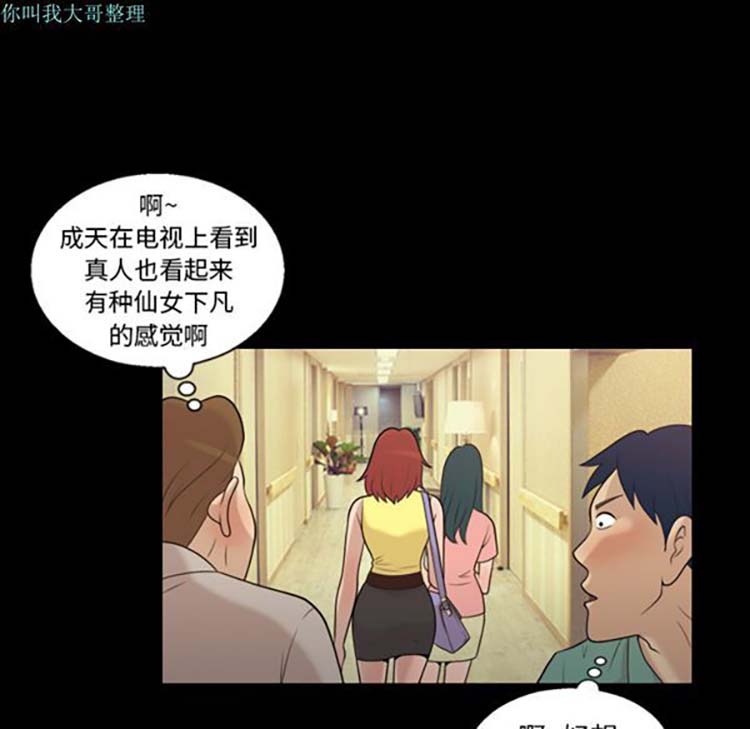 你叫我大哥整理
啊~
成天在电视上看到
真人也看起来
有种仙女下凡
的感觉啊